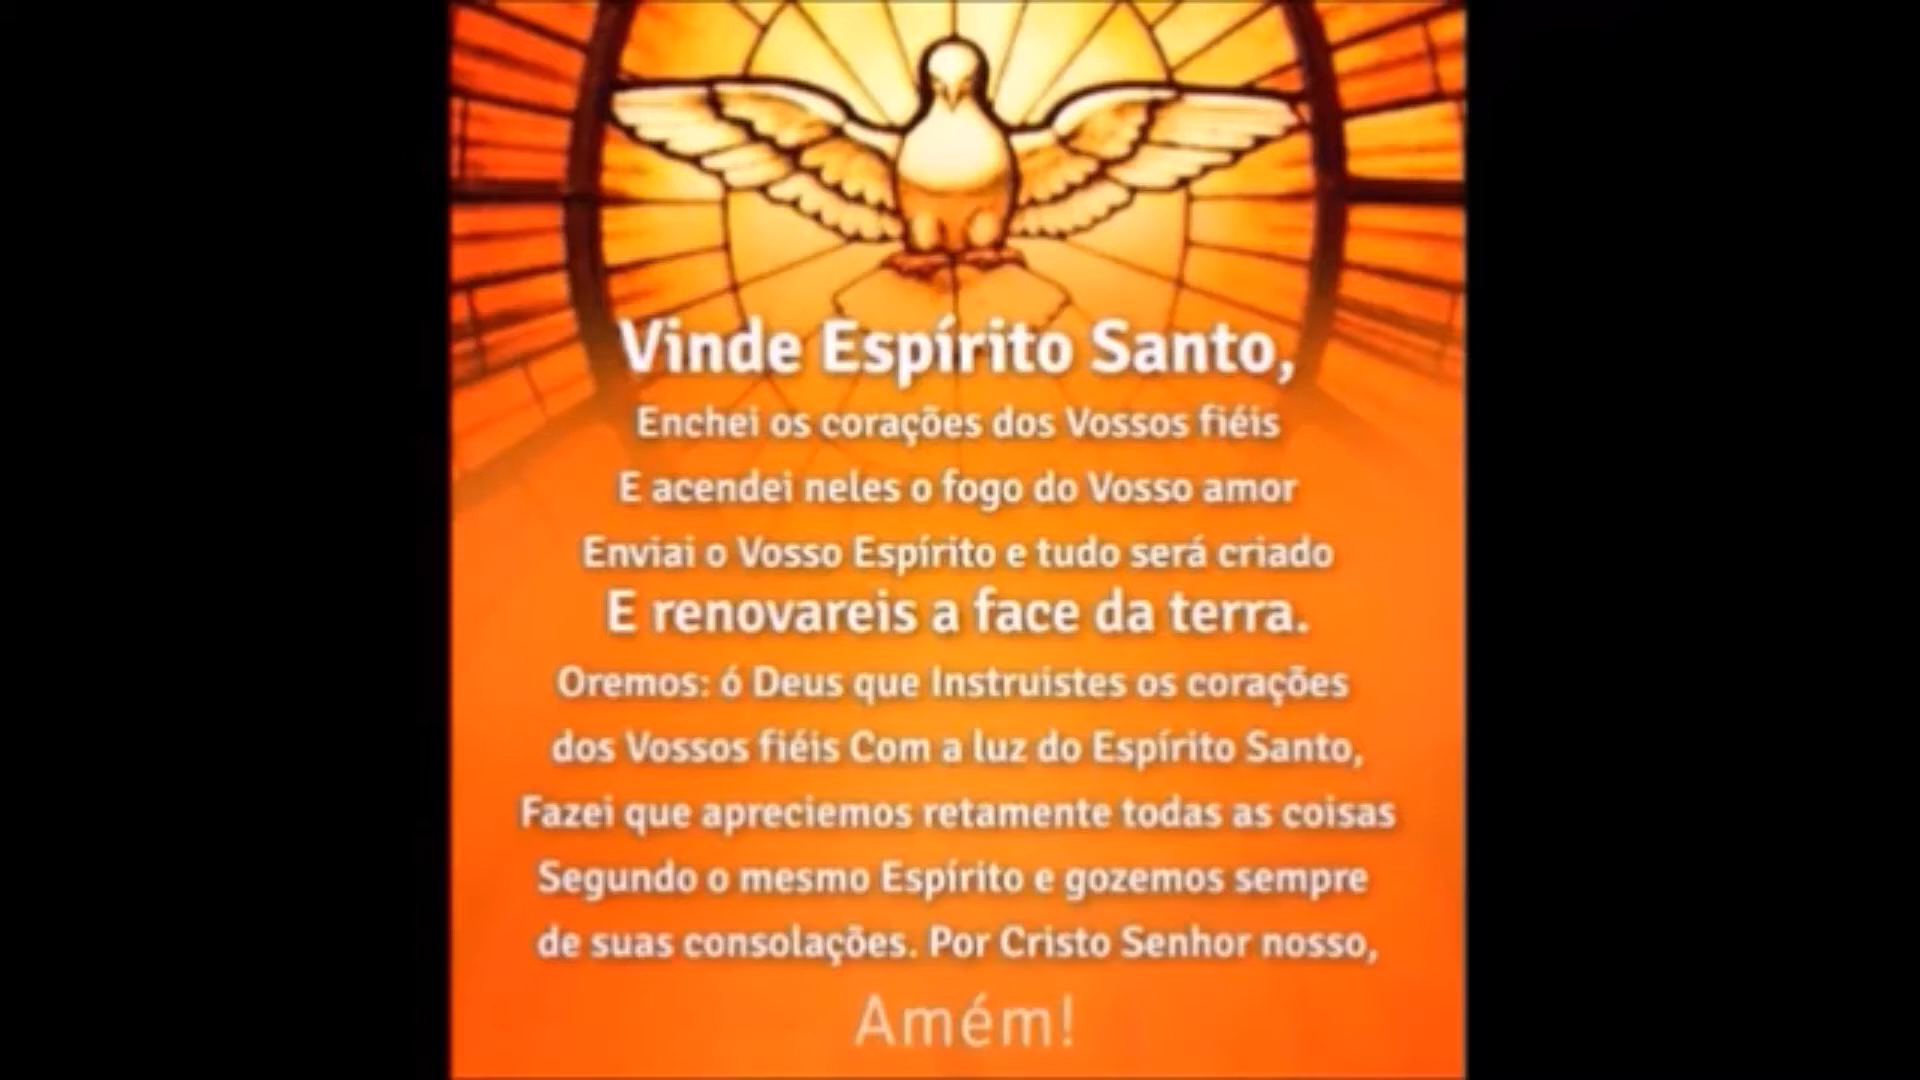 Vinde Espírito Santo,
Enchei os corações dos Vossos fiéis
E acendei neles o fogo do Vosso amor
Enviai o Vosso Espírito e tudo será criado
E renovareis a face da terra.
Oremos: ó Deus que Instruistes os corações
dos Vossos fiéis Com a luz do Espírito Santo,
Fazei que apreciemos retamente todas as coisas
Segundo o mesmo Espírito e gozemos sempre
de suas consolações. Por Cristo Senhor nosso,
Amém!